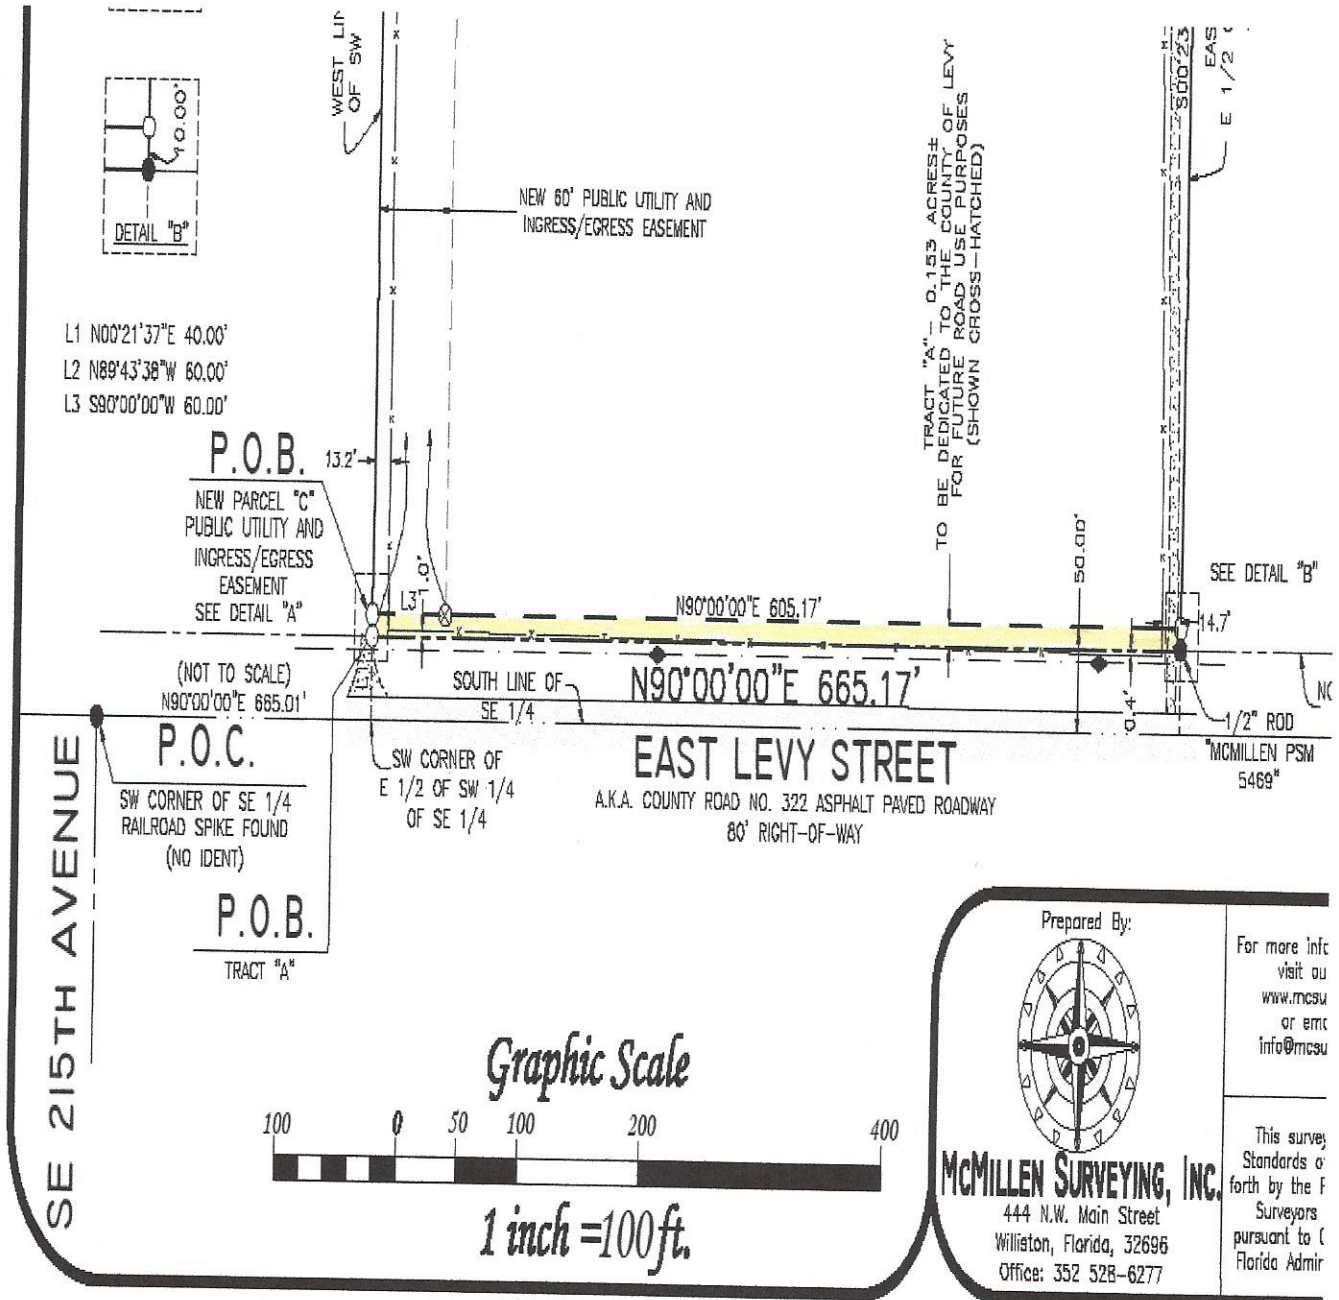 WEST LIN
OF SW
10.00'
DETAIL "B"
NEW 60' PUBLIC UTILITY AND
INGRESS/EGRESS EASEMENT
TRACT "A"- 0.153 ACRES±
TO BE DEDICATED TO THE COUNTY OF LEVY
FOR FUTURE ROAD USE PURPOSES
(SHOWN CROSS-HATCHED)
S00°23
EAS
E 1/2
L1 N00°21'37"E 40.00'
L2 N89°43'38"W 60.00'
L3 S90°00'00"W 60.00'
P.O.B.
NEW PARCEL "C"
PUBLIC UTILITY AND
INGRESS/EGRESS
EASEMENT
SEE DETAIL "A"
13.2'
L3
1.0'
N90°00'00"E 605.17'
50.00'
SEE DETAIL "B"
14.7'
(NOT TO SCALE)
N90°00'00"E 665.01'
SOUTH LINE OF
SE 1/4
N90°00'00"E 665.17'
0.4'
NO
1/2" ROD
"MCMILLEN PSM
5469"
P.O.C.
SW CORNER OF SE 1/4
RAILROAD SPIKE FOUND
(NO IDENT)
SW CORNER OF
E 1/2 OF SW 1/4
OF SE 1/4
EAST LEVY STREET
A.K.A. COUNTY ROAD NO. 322 ASPHALT PAVED ROADWAY
80' RIGHT-OF-WAY
P.O.B.
TRACT "A"
SE 215TH AVENUE
Graphic Scale
100 0 50 100 200 400
1 inch =100 ft.
Prepared By:
MCMILLEN SURVEYING, INC.
444 N.W. Main Street
Williston, Florida, 32696
Office: 352 528-6277
For more info
visit ou
www.mcsu
or ema
info@mcsu
This survey
Standards o
forth by the F
Surveyors
pursuant to C
Florida Admir